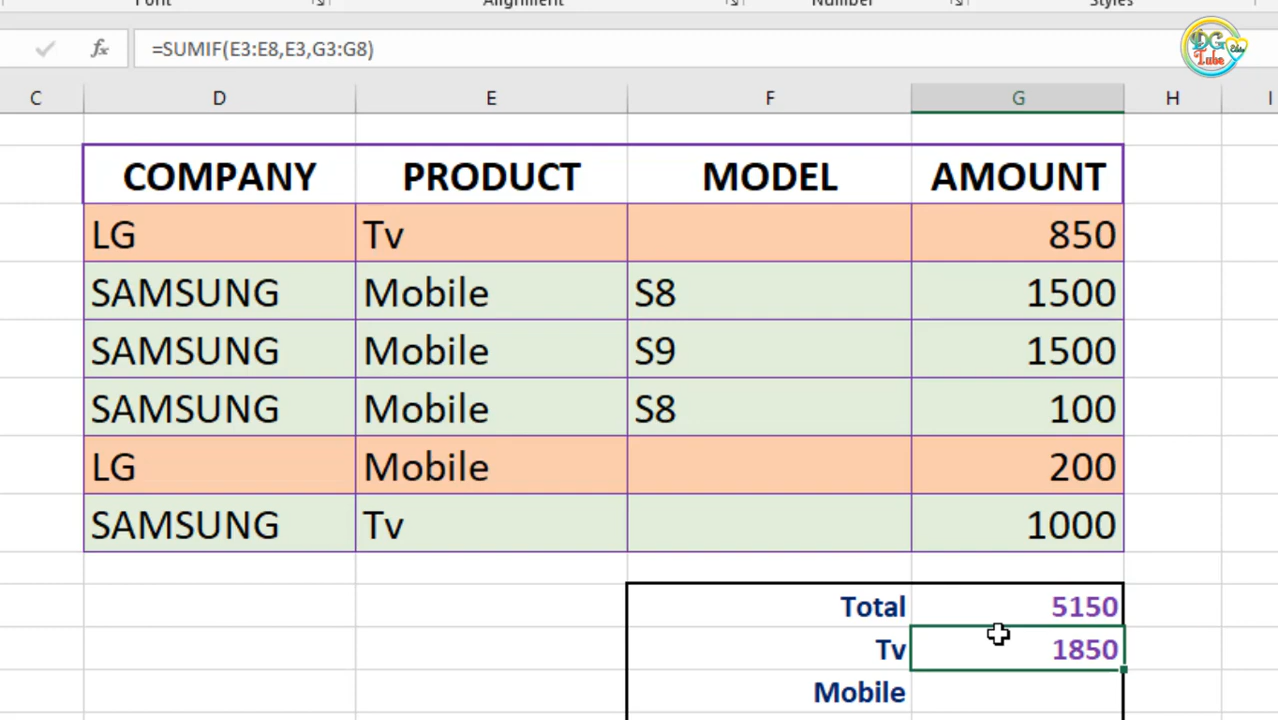 Font Alignment Number Styles
fx =SUMIF(E3:E8,E3,G3:G8)
DG Tube
C D E F G H I
COMPANY PRODUCT MODEL AMOUNT
LG Tv 850
SAMSUNG Mobile S8 1500
SAMSUNG Mobile S9 1500
SAMSUNG Mobile S8 100
LG Mobile 200
SAMSUNG Tv 1000
Total 5150
Tv 1850
Mobile